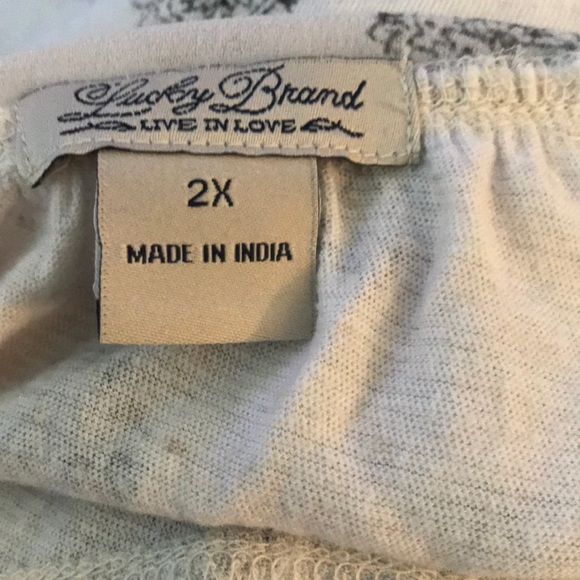 Lucky Brand
LIVE IN LOVE
2X
MADE IN INDIA